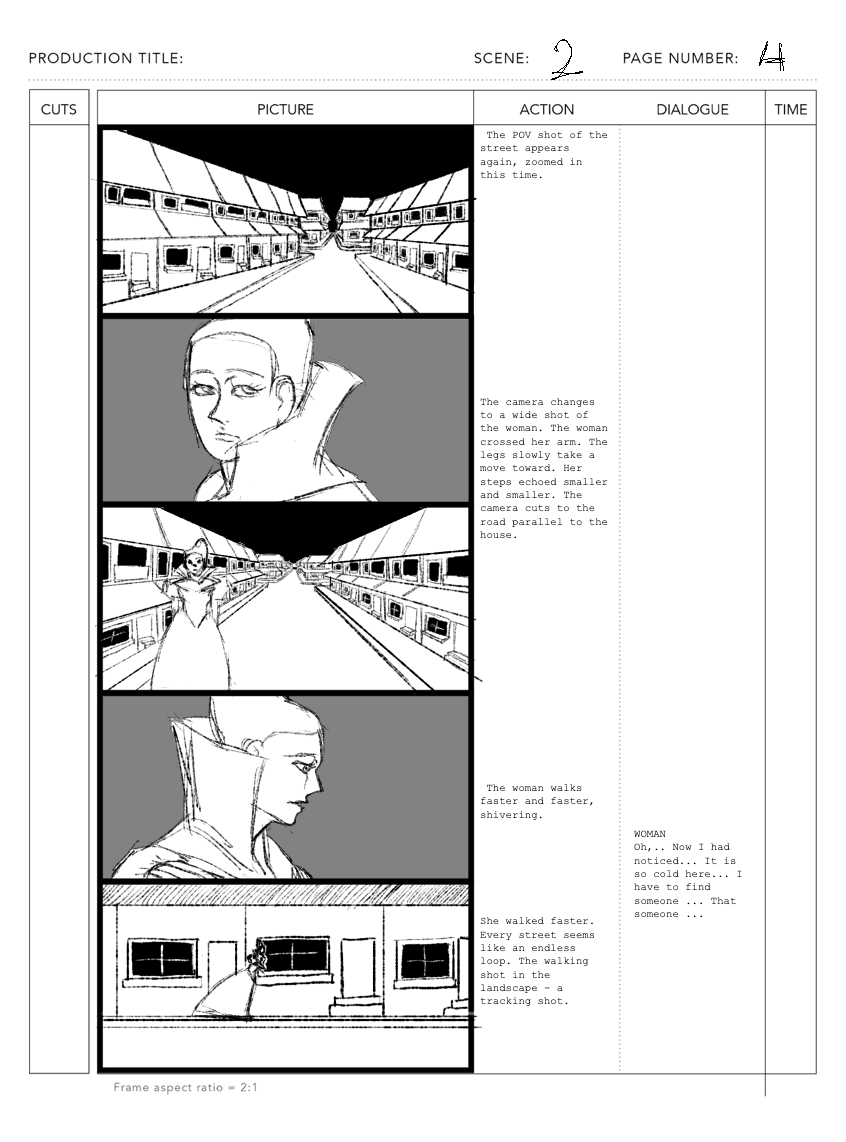 PRODUCTION TITLE:
SCENE: 2
PAGE NUMBER: 4
CUTS
PICTURE
ACTION
DIALOGUE
TIME
The POV shot of the
street appears
again, zoomed in
this time.
The camera changes
to a wide shot of
the woman. The woman
crossed her arm. The
legs slowly take a
move toward. Her
steps echoed smaller
and smaller. The
camera cuts to the
road parallel to the
house.
The woman walks
faster and faster,
shivering.
WOMAN
Oh,.. Now I had
noticed... It is
so cold here... I
have to find
someone ... That
someone ...
She walked faster.
Every street seems
like an endless
loop. The walking
shot in the
landscape - a
tracking shot.
Frame aspect ratio = 2:1